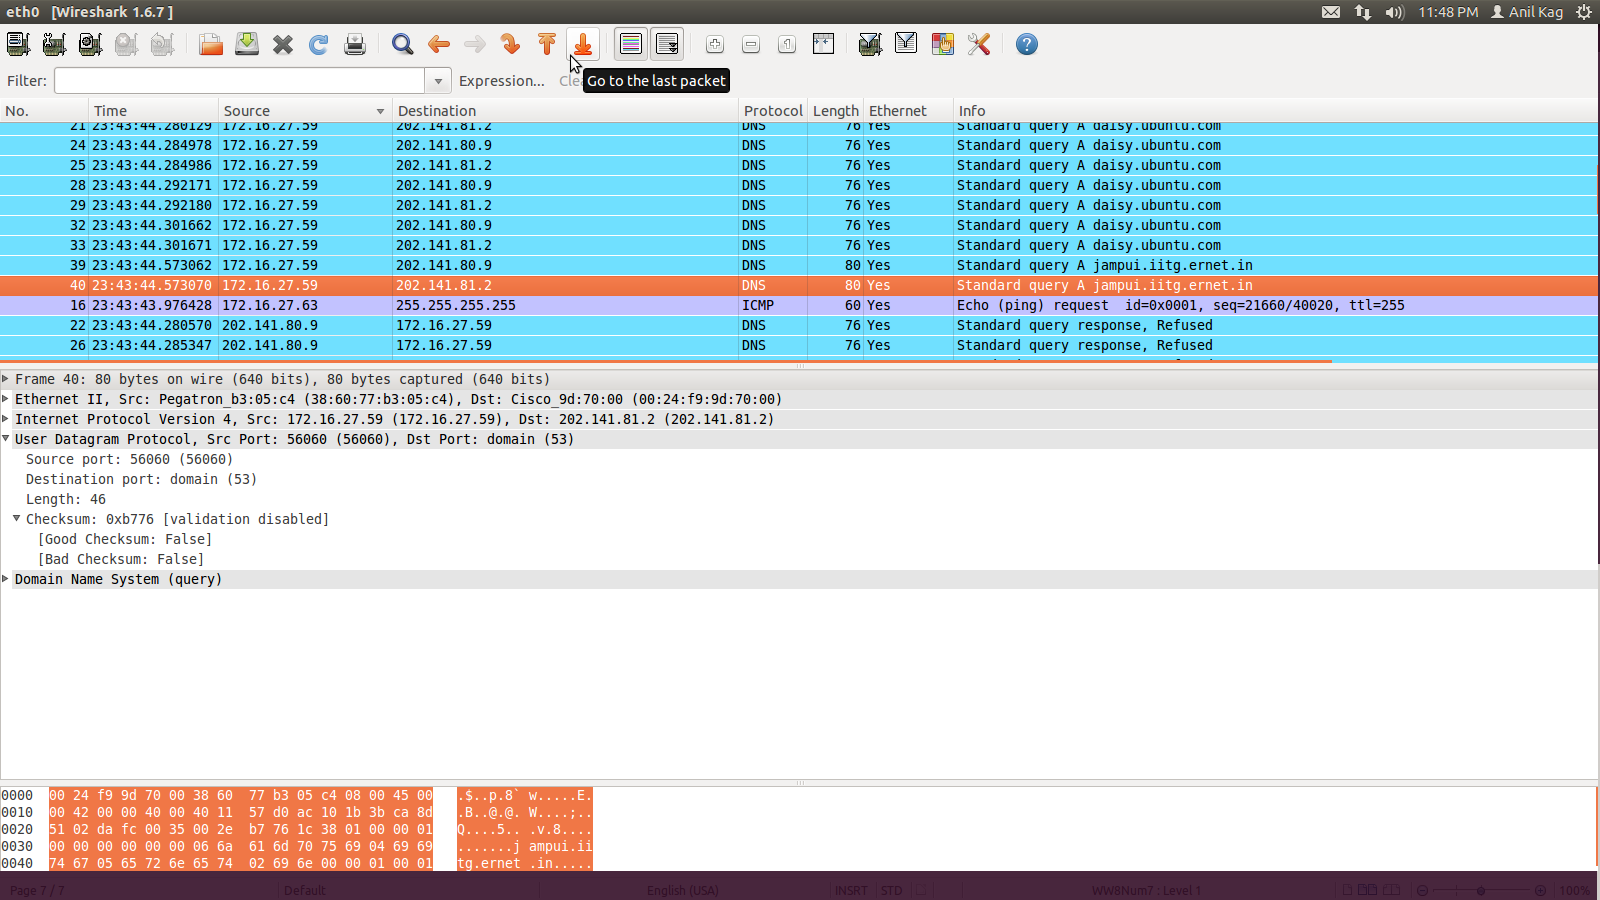 eth0   [Wireshark 1.6.7 ]
11:48 PM Anil Kag
Filter: Expression... Cle
Go to the last packet
No. Time Source Destination Protocol Length Ethernet Info
21 23:43:44.280129 172.16.27.59 202.141.81.2 DNS 76 Yes Standard query A daisy.ubuntu.com
24 23:43:44.284978 172.16.27.59 202.141.80.9 DNS 76 Yes Standard query A daisy.ubuntu.com
25 23:43:44.284986 172.16.27.59 202.141.81.2 DNS 76 Yes Standard query A daisy.ubuntu.com
28 23:43:44.292171 172.16.27.59 202.141.80.9 DNS 76 Yes Standard query A daisy.ubuntu.com
29 23:43:44.292180 172.16.27.59 202.141.81.2 DNS 76 Yes Standard query A daisy.ubuntu.com
32 23:43:44.301662 172.16.27.59 202.141.80.9 DNS 76 Yes Standard query A daisy.ubuntu.com
33 23:43:44.301671 172.16.27.59 202.141.81.2 DNS 76 Yes Standard query A daisy.ubuntu.com
39 23:43:44.573062 172.16.27.59 202.141.80.9 DNS 80 Yes Standard query A jampui.iitg.ernet.in
40 23:43:44.573070 172.16.27.59 202.141.81.2 DNS 80 Yes Standard query A jampui.iitg.ernet.in
16 23:43:43.976428 172.16.27.63 255.255.255.255 ICMP 60 Yes Echo (ping) request  id=0x0001, seq=21660/40020, ttl=255
22 23:43:44.280570 202.141.80.9 172.16.27.59 DNS 76 Yes Standard query response, Refused
26 23:43:44.285347 202.141.80.9 172.16.27.59 DNS 76 Yes Standard query response, Refused
Frame 40: 80 bytes on wire (640 bits), 80 bytes captured (640 bits)
Ethernet II, Src: Pegatron_b3:05:c4 (38:60:77:b3:05:c4), Dst: Cisco_9d:70:00 (00:24:f9:9d:70:00)
Internet Protocol Version 4, Src: 172.16.27.59 (172.16.27.59), Dst: 202.141.81.2 (202.141.81.2)
User Datagram Protocol, Src Port: 56060 (56060), Dst Port: domain (53)
Source port: 56060 (56060)
Destination port: domain (53)
Length: 46
Checksum: 0xb776 [validation disabled]
[Good Checksum: False]
[Bad Checksum: False]
Domain Name System (query)
0000 00 24 f9 9d 70 00 38 60  77 b3 05 c4 08 00 45 00 .$..p.8` w.....E.
0010 00 42 00 00 40 00 40 11  57 d0 ac 10 1b 3b ca 8d .B..@.@. W....;..
0020 51 02 da fc 00 35 00 2e  b7 76 1c 38 01 00 00 01 Q....5.. .v.8....
0030 00 00 00 00 00 00 06 6a  61 6d 70 75 69 04 69 69 .......j ampui.ii
0040 74 67 05 65 72 6e 65 74  02 69 6e 00 00 01 00 01 tg.ernet .in.....
Page 7 / 7 Default English (USA) INSRT STD WW8Num7 : Level 1 100%